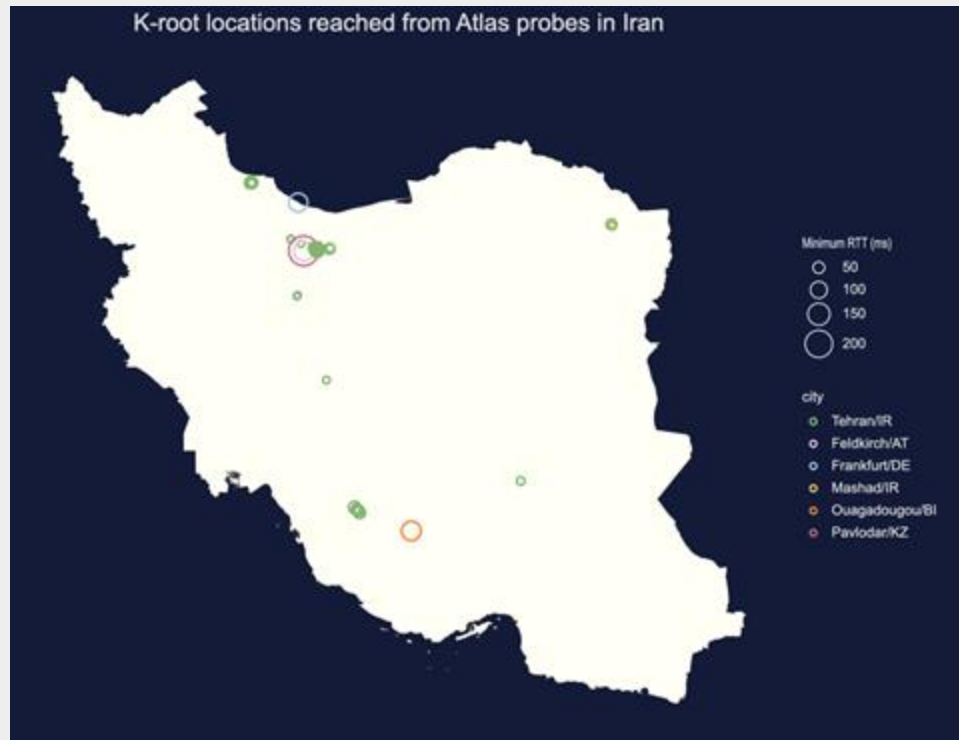 K-root locations reached from Atlas probes in Iran
Minimum RTT (ms)
50
100
150
200
city
Tehran/IR
Feldkirch/AT
Frankfurt/DE
Mashad/IR
Ouagadougou/BI
Pavlodar/KZ